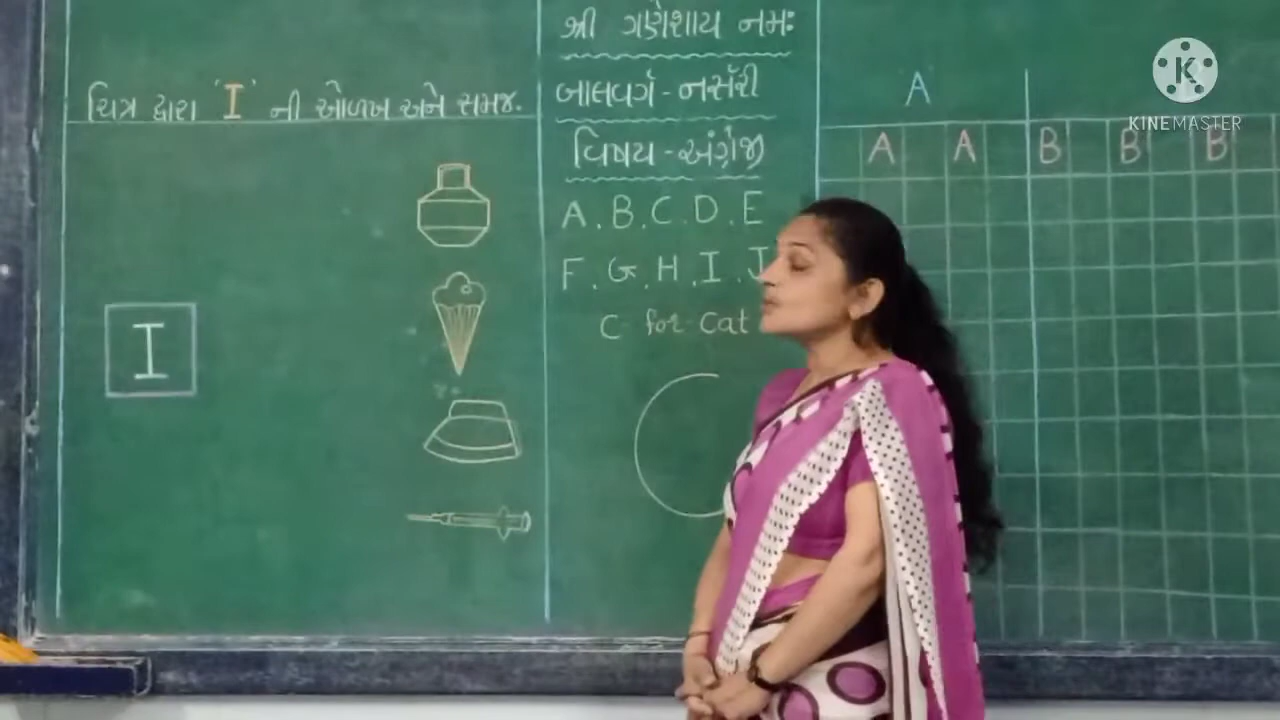 ચિત્ર દ્વારા 'I' ની ઓળખ અને સમજ.
I
શ્રી ગણેશાય નમઃ
બાલવર્ગ - નર્સરી
વિષય - અંગ્રેજી
A . B . C . D . E
F . G . H . I . J
C for Cat
A
A A B B B
KINEMASTER